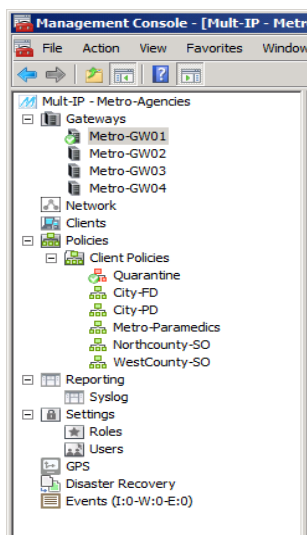 Management Console - [Mult-IP - Metr
File Action View Favorites Window
Mult-IP - Metro-Agencies
Gateways
Metro-GW01
Metro-GW02
Metro-GW03
Metro-GW04
Network
Clients
Policies
Client Policies
Quarantine
City-FD
City-PD
Metro-Paramedics
Northcounty-SO
WestCounty-SO
Reporting
Syslog
Settings
Roles
Users
GPS
Disaster Recovery
Events (I:0-W:0-E:0)